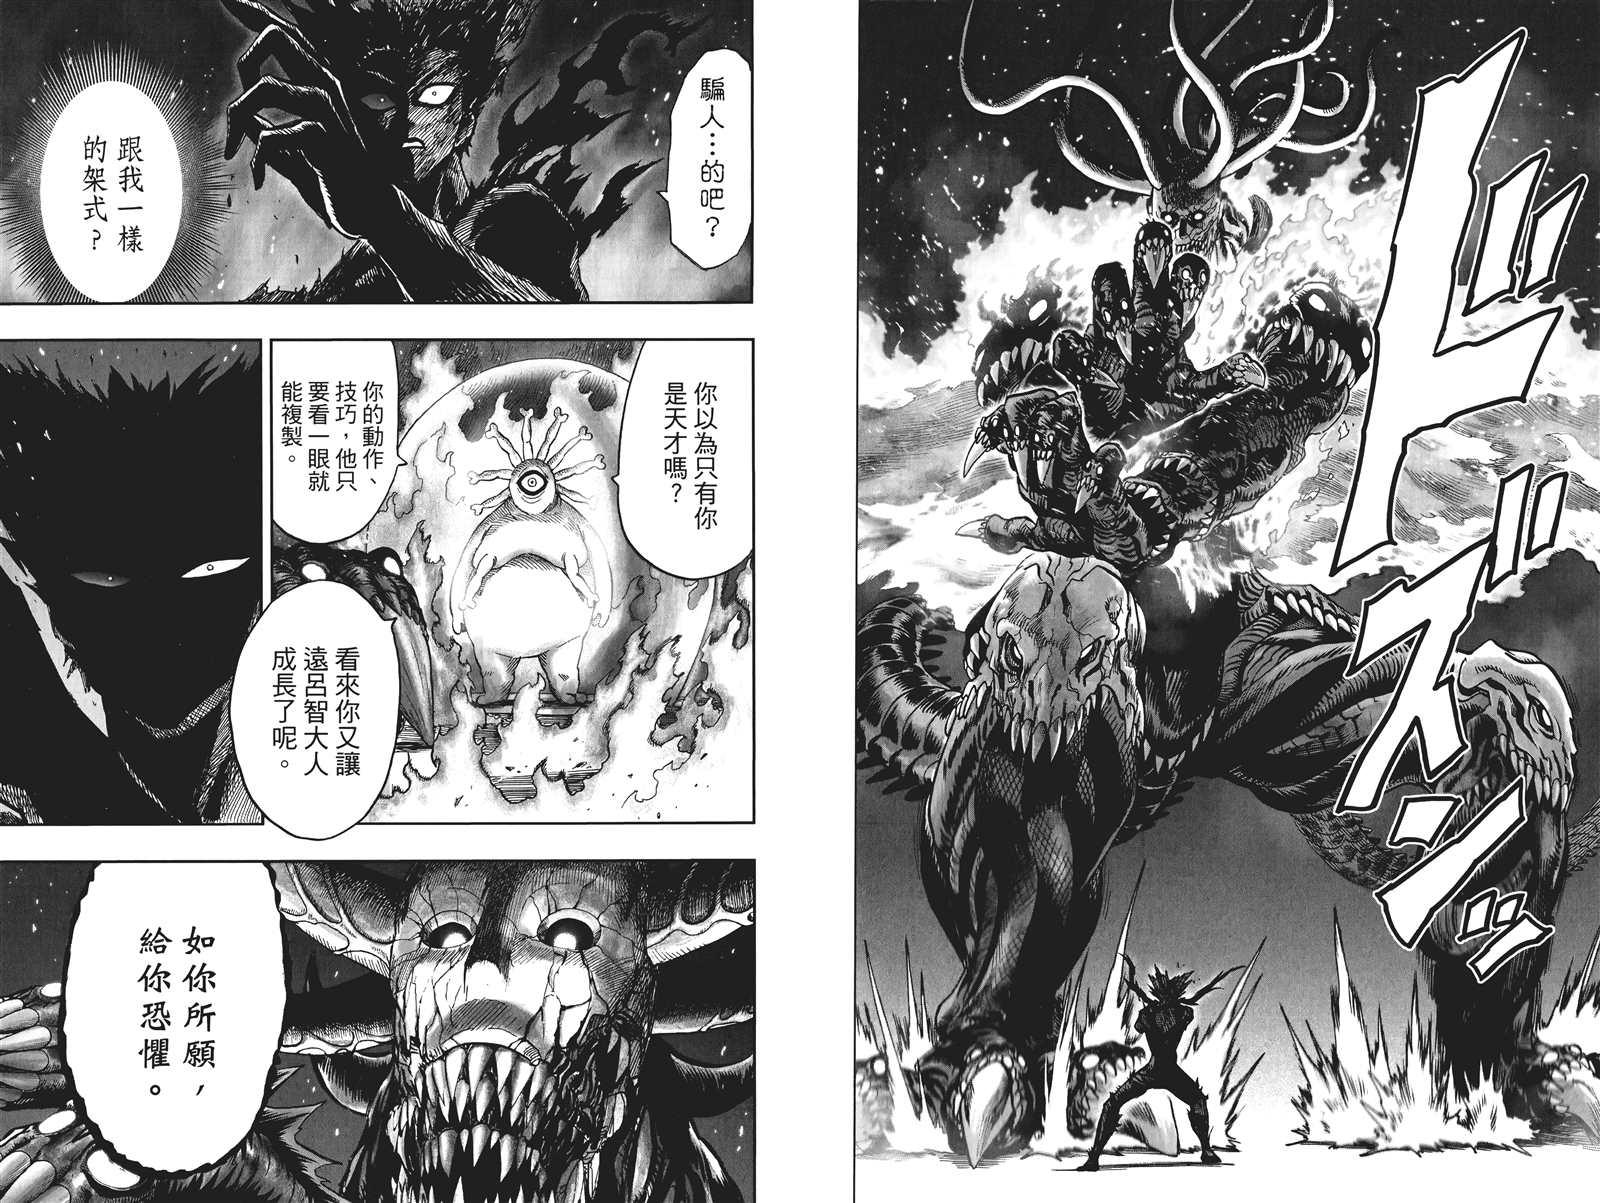 ドドズズンッ
騙人…的吧？
跟我一樣
的架式？
你以為只有你
是天才嗎？
你的動作、
技巧，他只
要看一眼就
能複製。
看來你又讓
遠呂智大人
成長了呢。
如你所願，
給你恐懼。